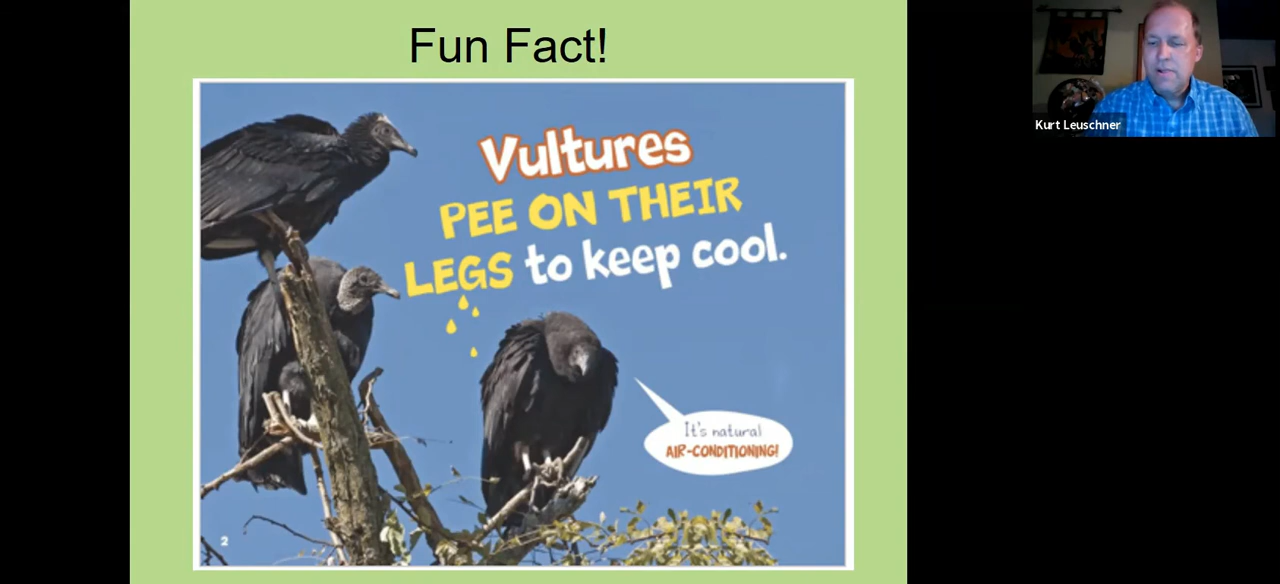 Fun Fact!
Kurt Leuschner
Vultures
PEE ON THEIR
LEGS to keep cool.
It's natural
AIR-CONDITIONING!
2